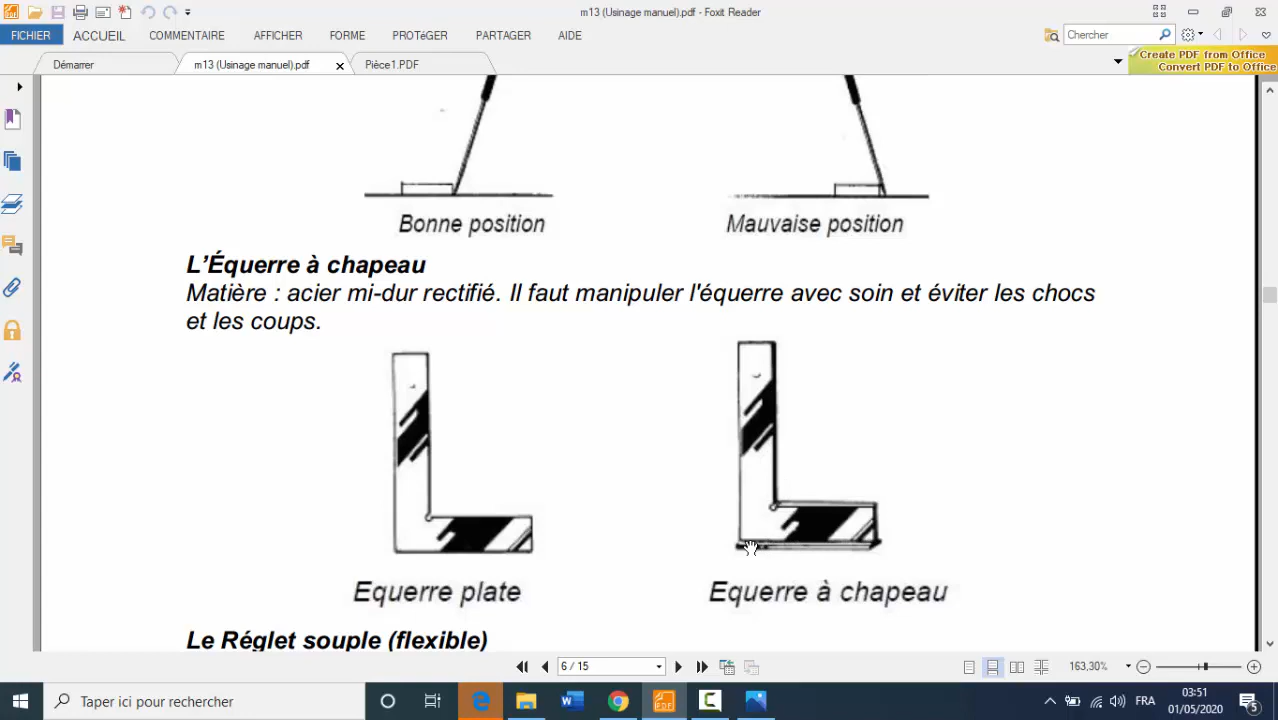 m13 (Usinage manuel).pdf - Foxit Reader
FICHIER ACCUEIL COMMENTAIRE AFFICHER FORME PROTéGER PARTAGER AIDE
Chercher
Démarrer m13 (Usinage manuel).pdf Pièce1.PDF
Create PDF from Office
Convert PDF to Office
Bonne position Mauvaise position
L'Équerre à chapeau
Matière : acier mi-dur rectifié. Il faut manipuler l'équerre avec soin et éviter les chocs
et les coups.
Equerre plate Equerre à chapeau
Le Réglet souple (flexible)
6 / 15
163,30%
Taper ici pour rechercher
PDF
FRA
03:51
01/05/2020
5